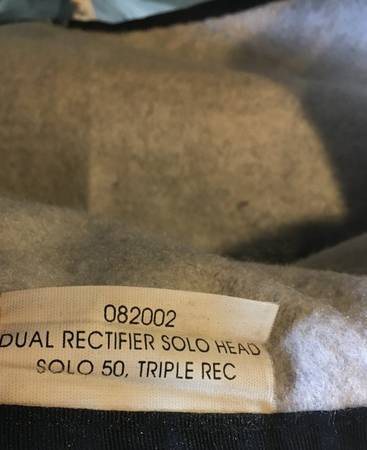 082002
DUAL RECTIFIER SOLO HEAD
SOLO 50, TRIPLE REC